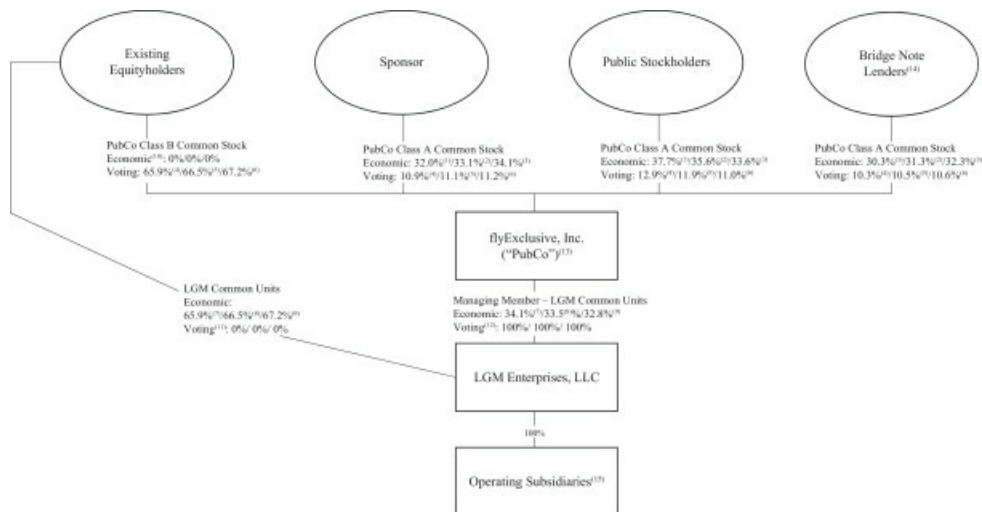 Existing
Equityholders
Sponsor
Public Stockholders
Bridge Note
Lenders(14)
PubCo Class B Common Stock
Economic(10): 0%/0%/0%
Voting: 65.9%(4)/66.5%(5)/67.2%(6)
PubCo Class A Common Stock
Economic: 32.0%(1)/33.1%(2)/34.1%(3)
Voting: 10.9%(4)/11.1%(5)/11.2%(6)
PubCo Class A Common Stock
Economic: 37.7%(1)/35.6%(2)/33.6%(3)
Voting: 12.9%(4)/11.9%(5)/11.0%(6)
PubCo Class A Common Stock
Economic: 30.3%(1)/31.3%(2)/32.3%(3)
Voting: 10.3%(4)/10.5%(5)/10.6%(6)
flyExclusive, Inc.
("PubCo")(13)
LGM Common Units
Economic:
65.9%(7)/66.5%(8)/67.2%(9)
Voting(11): 0%/ 0%/ 0%
Managing Member – LGM Common Units
Economic: 34.1%(7)/33.5(8)%/32.8%(9)
Voting(12): 100%/ 100%/ 100%
LGM Enterprises, LLC
100%
Operating Subsidiaries(15)